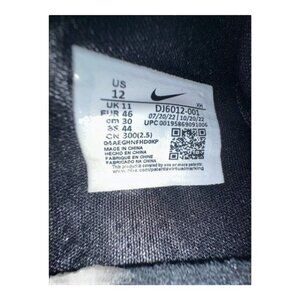 US
12
UK 11
EUR 46
cm 30
BR 44
CN 300(2.5)
DJ6012-001
07/20/22 10/20/22
UPC 00195869091006
MADE IN CHINA
HECHO EN CHINA
FABRIQUE EN CHINE
FABRICADO NA CHINA